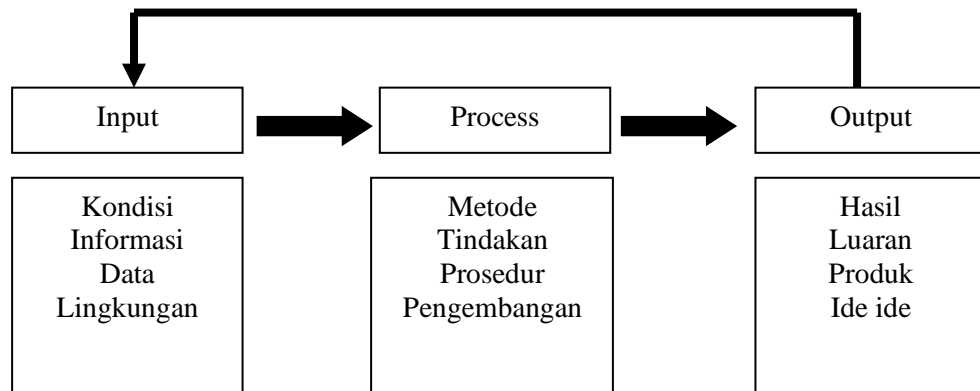 Input
Process
Output
Kondisi
Informasi
Data
Lingkungan
Metode
Tindakan
Prosedur
Pengembangan
Hasil
Luaran
Produk
Ide ide